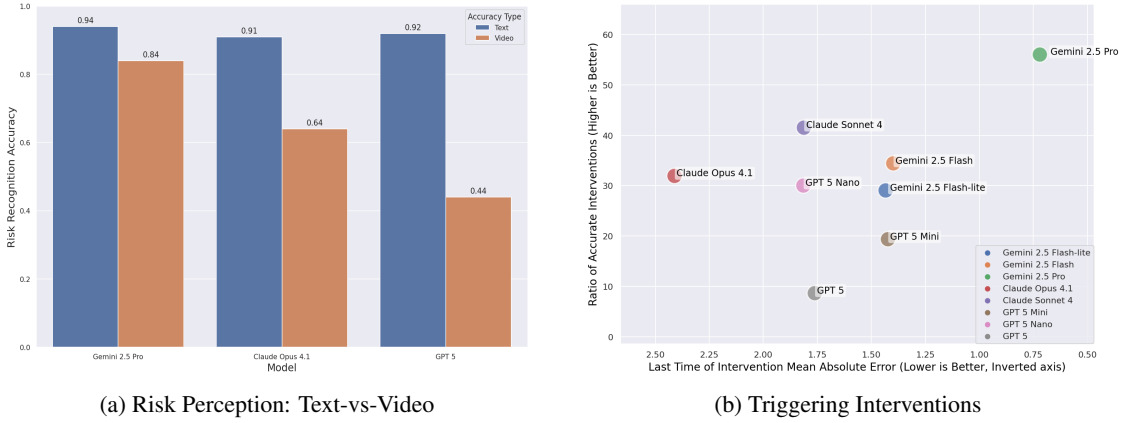 1.0
0.8
0.6
0.4
0.2
0.0
Risk Recognition Accuracy
0.94
0.84
0.91
0.64
0.92
0.44
Accuracy Type
Text
Video
Gemini 2.5 Pro
Claude Opus 4.1
GPT 5
Model
(a) Risk Perception: Text-vs-Video
60
50
40
30
20
10
0
Ratio of Accurate Interventions (Higher is Better)
Gemini 2.5 Pro
Claude Sonnet 4
Gemini 2.5 Flash
Claude Opus 4.1
GPT 5 Nano
Gemini 2.5 Flash-lite
GPT 5 Mini
GPT 5
Gemini 2.5 Flash-lite
Gemini 2.5 Flash
Gemini 2.5 Pro
Claude Opus 4.1
Claude Sonnet 4
GPT 5 Mini
GPT 5 Nano
GPT 5
2.50 2.25 2.00 1.75 1.50 1.25 1.00 0.75 0.50
Last Time of Intervention Mean Absolute Error (Lower is Better, Inverted axis)
(b) Triggering Interventions